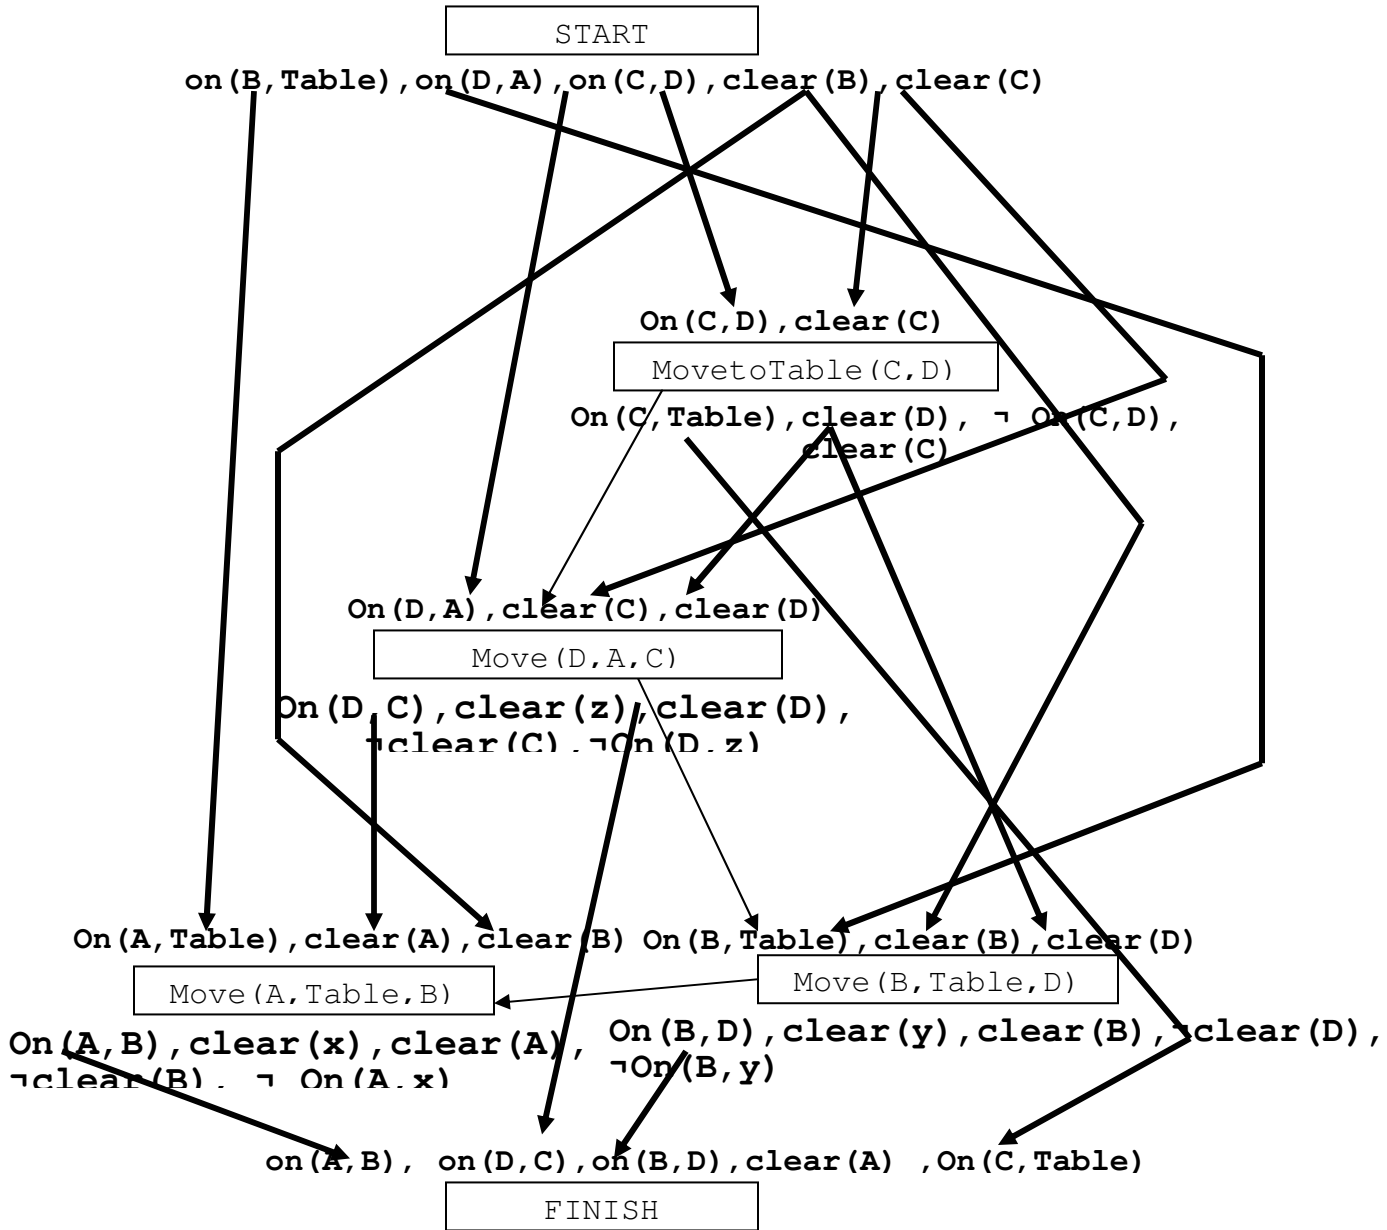 START
on(B,Table),on(D,A),on(C,D),clear(B),clear(C)
On(C,D),clear(C)
MovetoTable(C,D)
On(C,Table),clear(D), ¬ On(C,D),
clear(C)
On(D,A),clear(C),clear(D)
Move(D,A,C)
On(D,C),clear(z),clear(D),
¬clear(C),¬On(D,z)
On(A,Table),clear(A),clear(B)
On(B,Table),clear(B),clear(D)
Move(A,Table,B)
Move(B,Table,D)
On(A,B),clear(x),clear(A),
¬clear(B), ¬ On(A,x)
On(B,D),clear(y),clear(B),¬clear(D),
¬On(B,y)
on(A,B), on(D,C),on(B,D),clear(A) ,On(C,Table)
FINISH